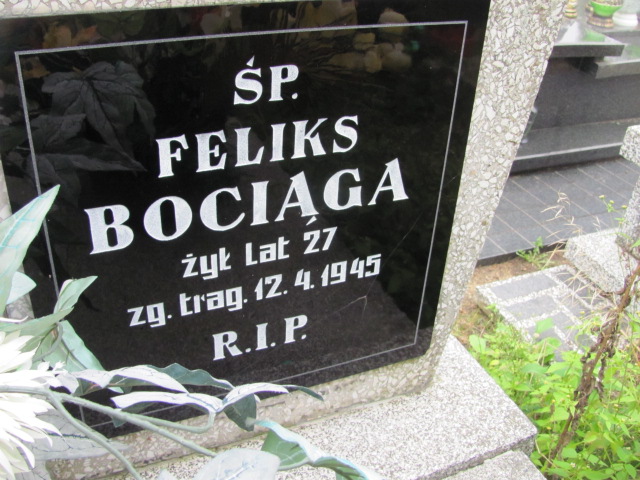 ŚP.
FELIKS
BOCIĄGA
żył lat 27
zg. trag. 12. 4. 1945
R.I.P.